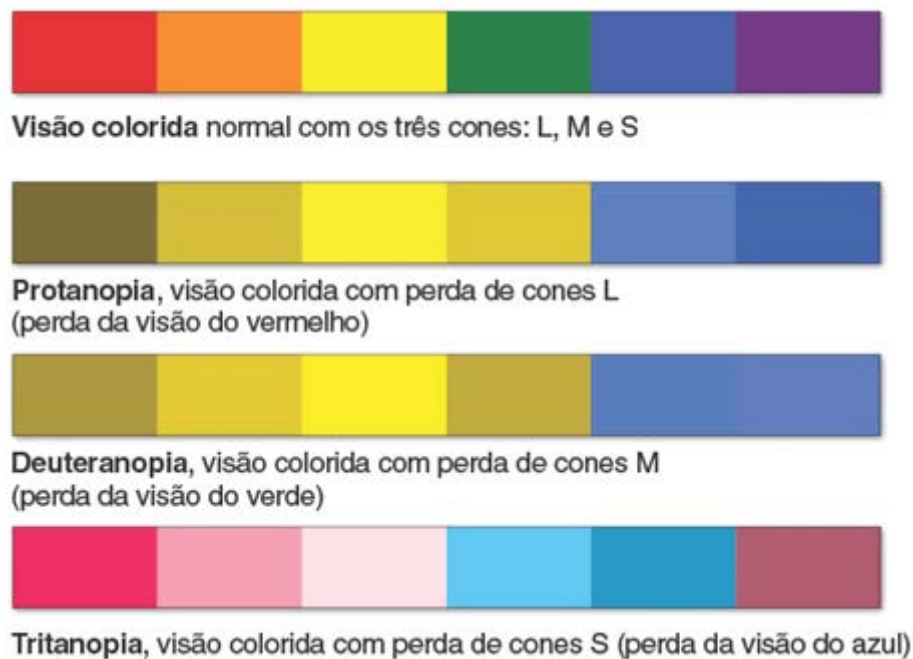 Visão colorida normal com os três cones: L, M e S
Protanopia, visão colorida com perda de cones L
(perda da visão do vermelho)
Deuteranopia, visão colorida com perda de cones M
(perda da visão do verde)
Tritanopia, visão colorida com perda de cones S (perda da visão do azul)